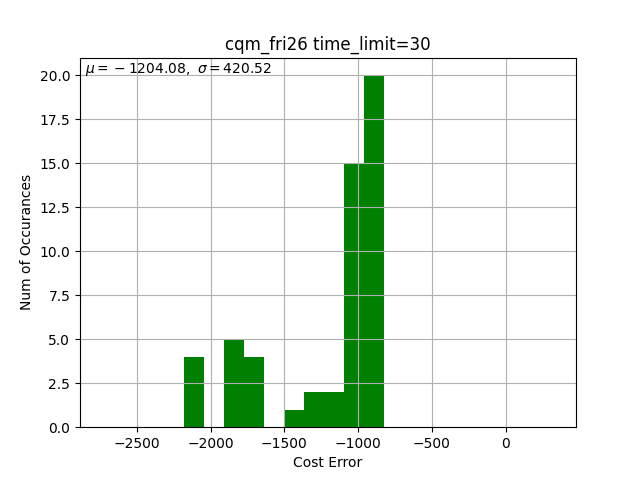 cqm_fri26 time_limit=30
μ = −1204.08, σ = 420.52
20.0
17.5
15.0
12.5
10.0
7.5
5.0
2.5
0.0
Num of Occurances
−2500 −2000 −1500 −1000 −500 0
Cost Error